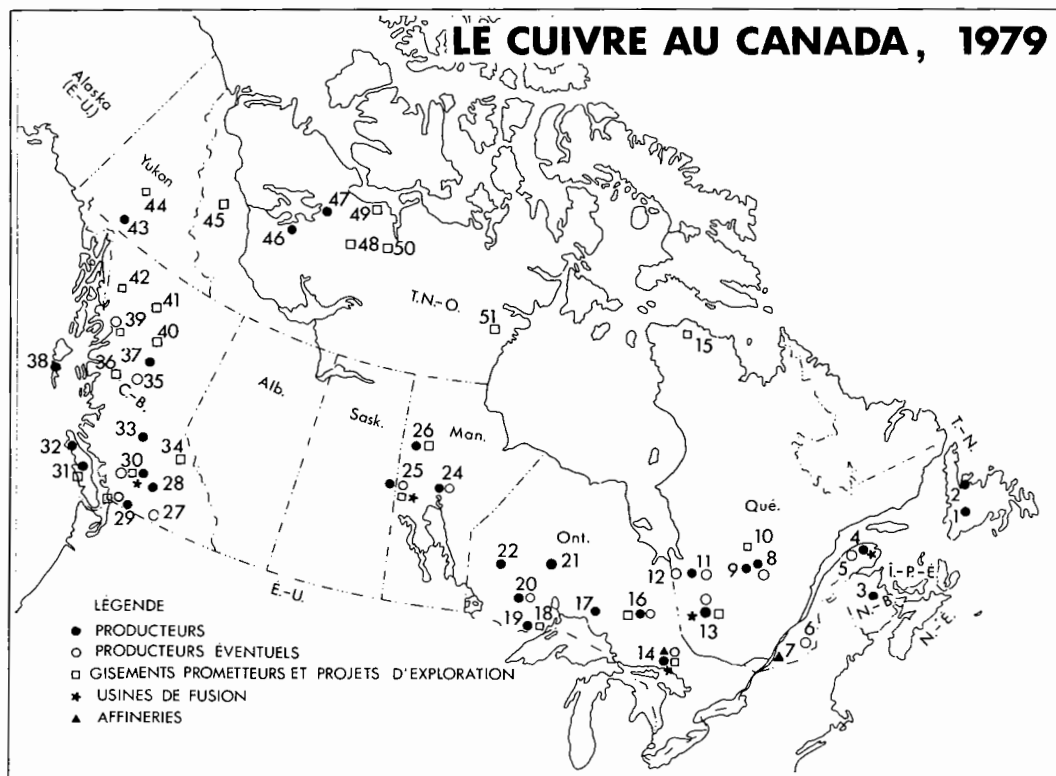 LE CUIVRE AU CANADA, 1979
Alaska
(É.-U.)
Yukon
44
43
45
47
46
49
48
50
42
41
39
40
T.N.-O.
51
15
38
37
36
35
C.-B.
Alb.
Sask.
Man.
33
34
32
31
30
28
29
27
26
25
24
T.-N.
2
1
Qué.
10
9
8
Ont.
22
21
12
11
4
5
Î.-P.-É.
3
N.-B.
N.-É.
20
19
18
17
16
13
14
6
7
É.-U.
LÉGENDE
PRODUCTEURS
PRODUCTEURS ÉVENTUELS
GISEMENTS PROMETTEURS ET PROJETS D'EXPLORATION
USINES DE FUSION
AFFINERIES